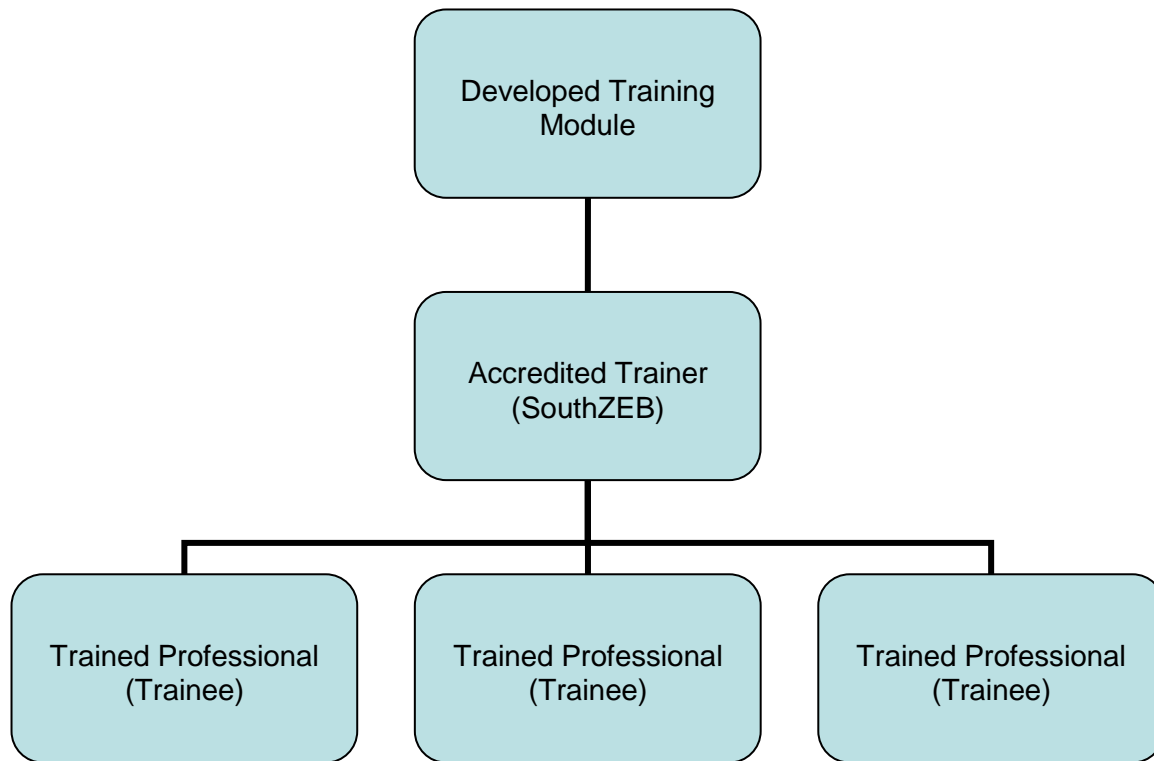 Developed Training
Module
Accredited Trainer
(SouthZEB)
Trained Professional
(Trainee)
Trained Professional
(Trainee)
Trained Professional
(Trainee)